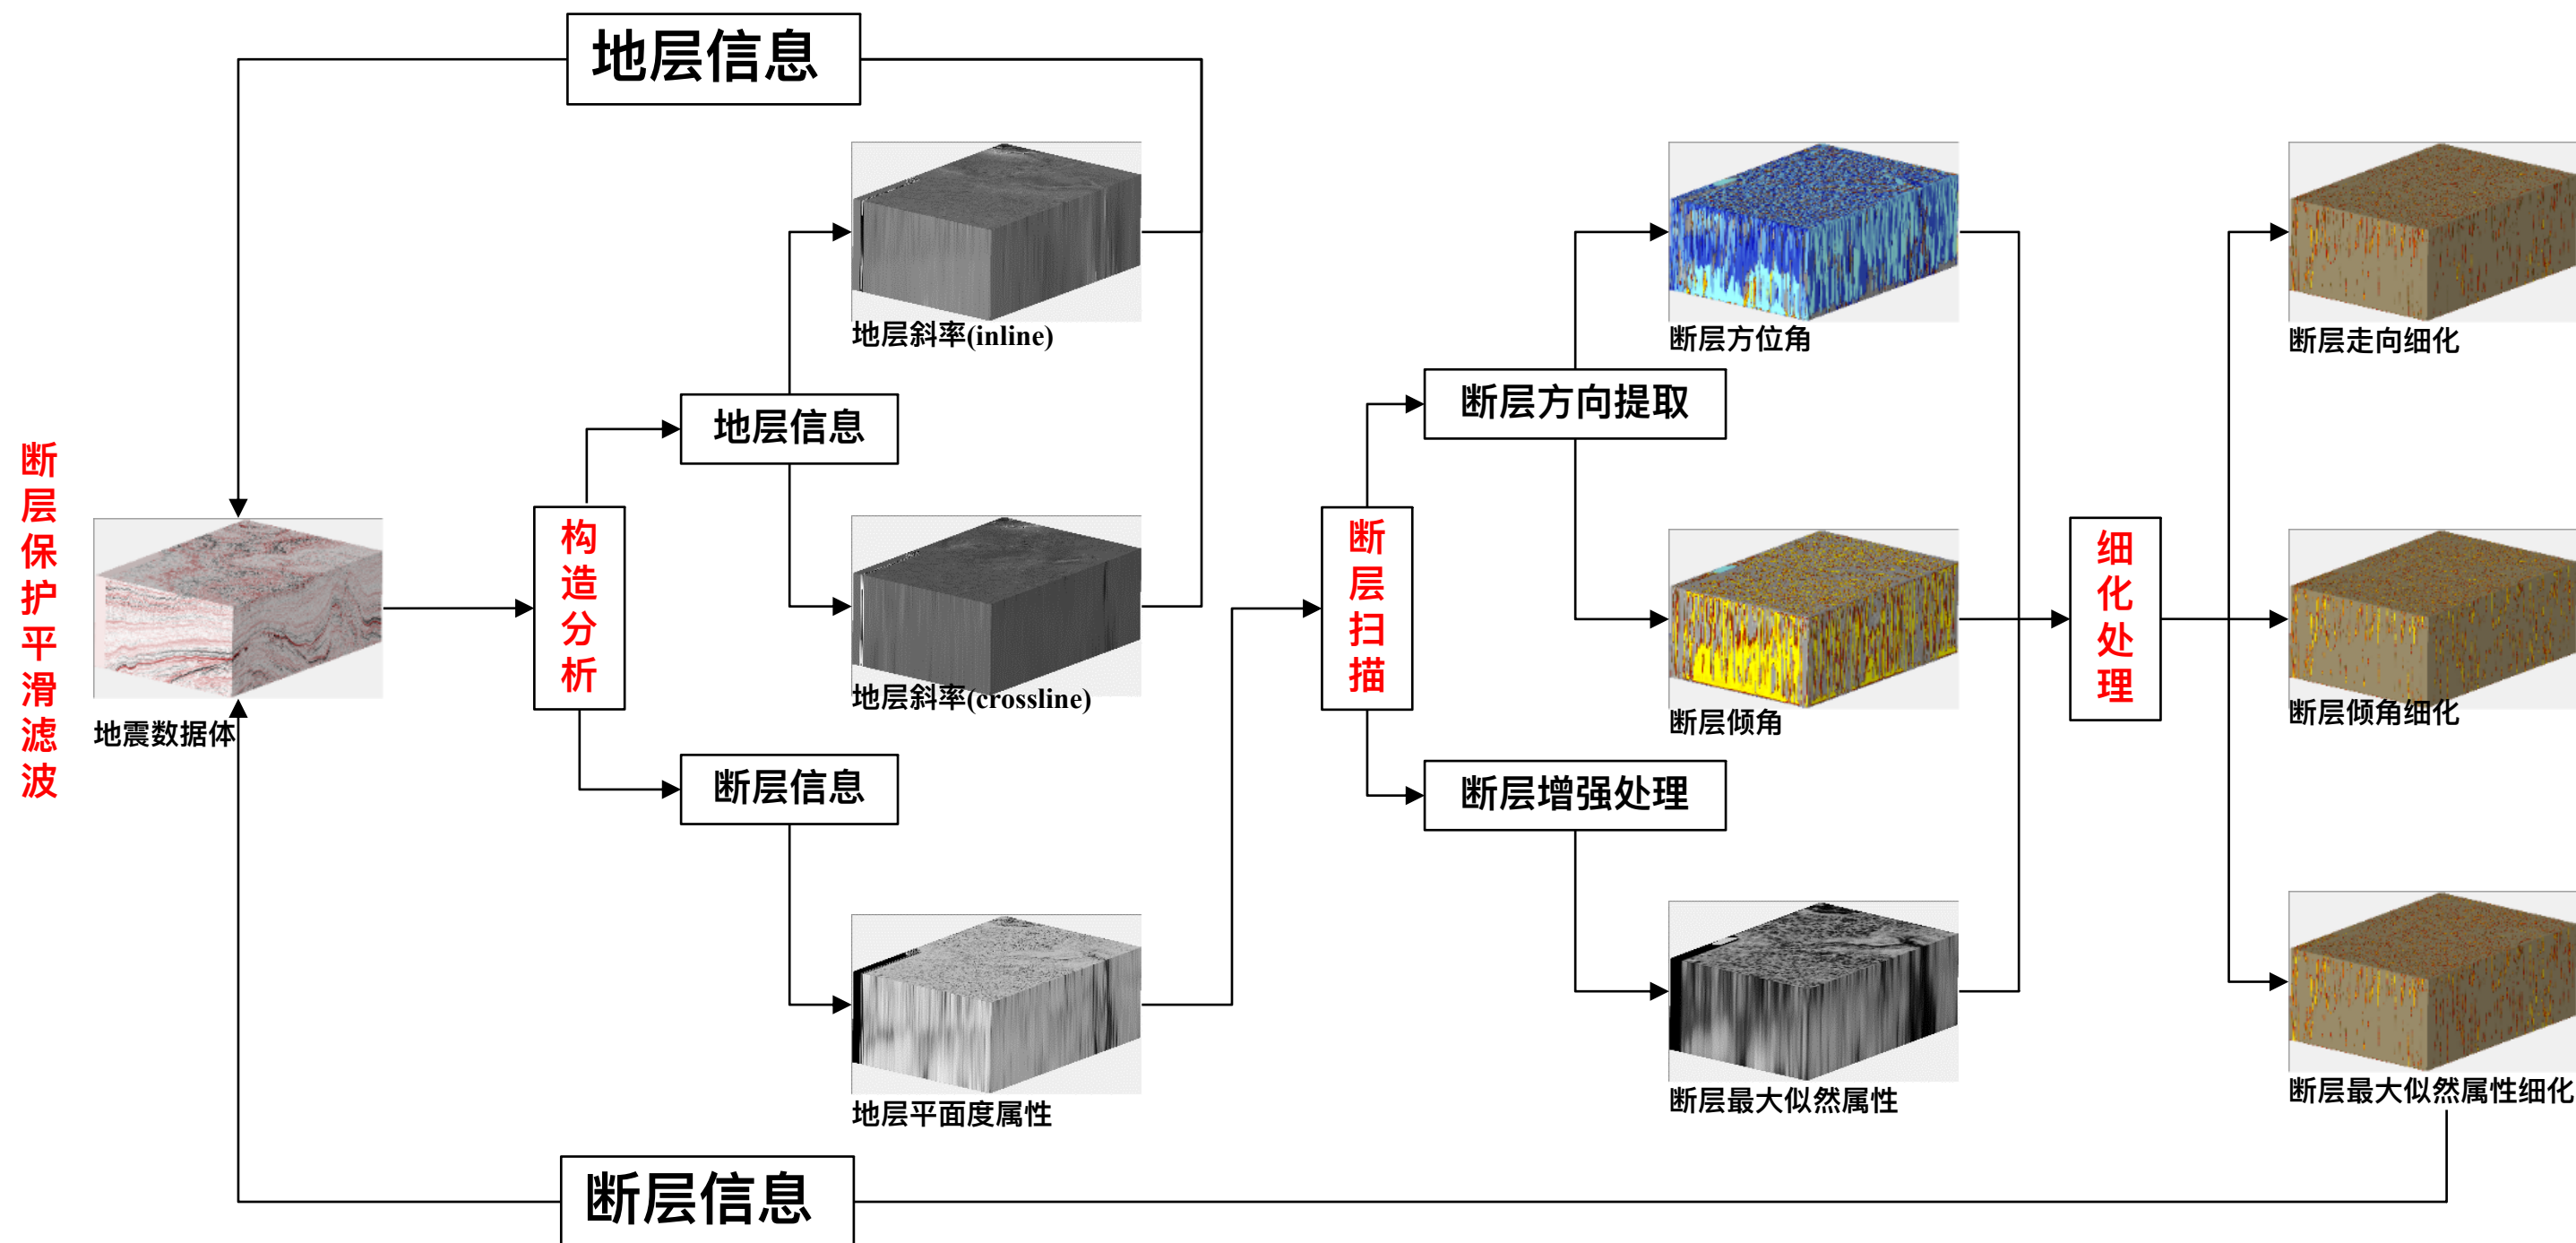 地层信息
地层斜率(inline)
断层方位角
断层走向细化
断层方向提取
地层信息
断层保护平滑滤波
构造分析
断层扫描
细化处理
地震数据体
地层斜率(crossline)
断层倾角
断层倾角细化
断层信息
断层增强处理
地层平面度属性
断层最大似然属性
断层最大似然属性细化
断层信息